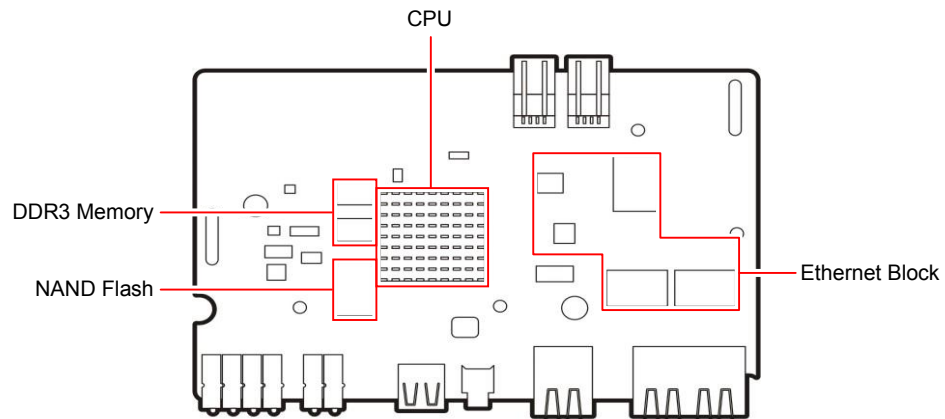 CPU
DDR3 Memory
NAND Flash
Ethernet Block